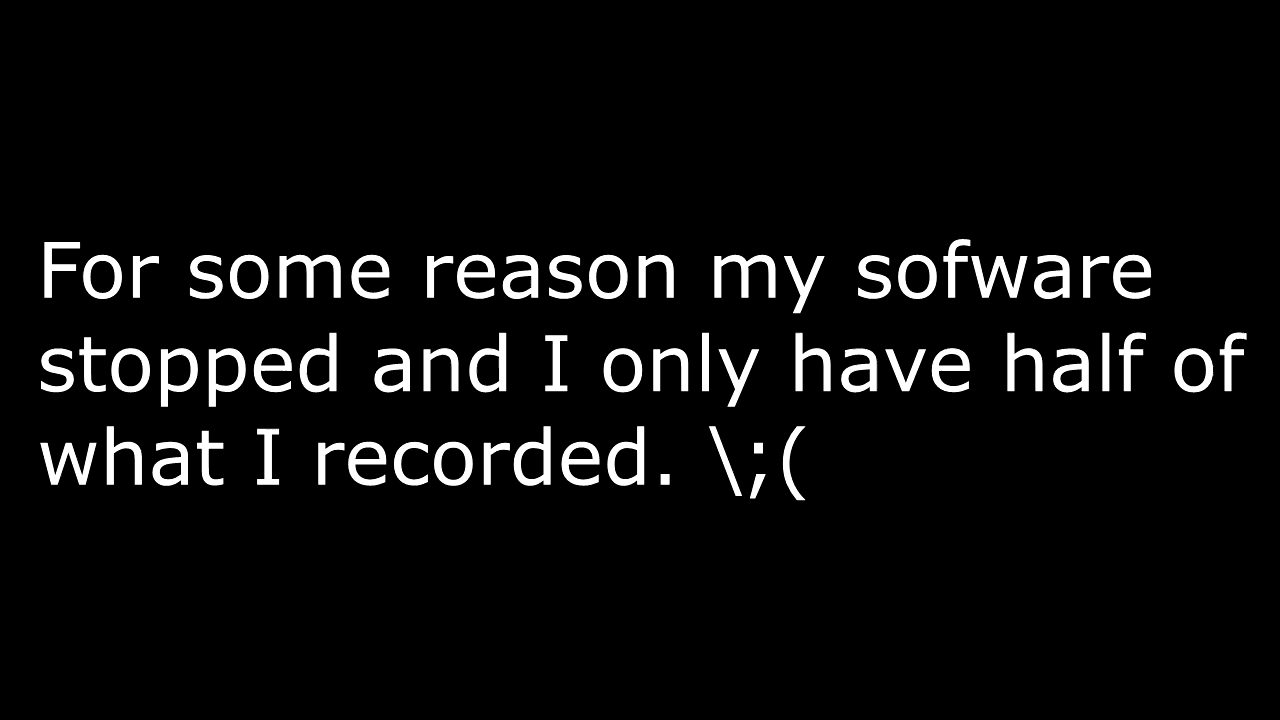 For some reason my sofware
stopped and I only have half of
what I recorded. \;(